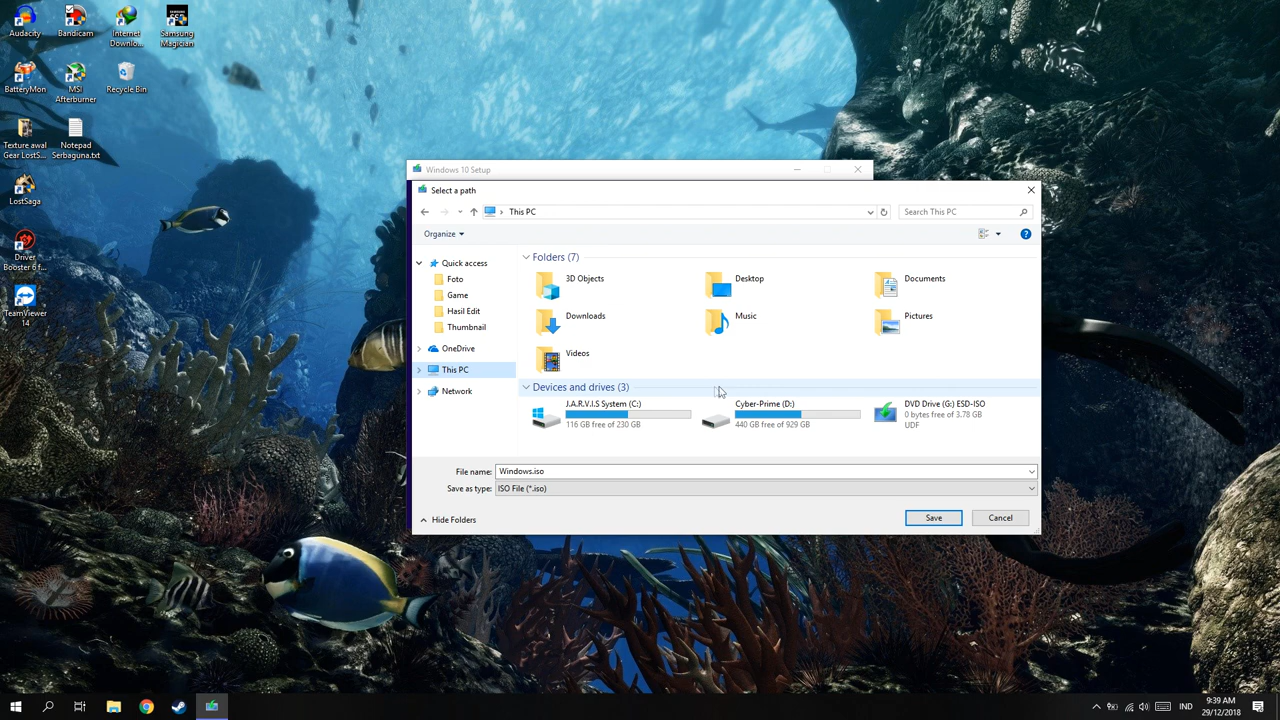 Audacity
Bandicam
Internet
Downlo...
Samsung
Magician
BatteryMon
MSI
Afterburner
Recycle Bin
Texture awal
Gear LostS...
Notepad
Serbaguna.txt
LostSaga
Driver
Booster 6 f...
TeamViewer
14
Windows 10 Setup
Select a path
This PC
Search This PC
Organize
Quick access
Foto
Game
Hasil Edit
Thumbnail
OneDrive
This PC
Network
Folders (7)
3D Objects
Desktop
Documents
Downloads
Music
Pictures
Videos
Devices and drives (3)
J.A.R.V.I.S System (C:)
116 GB free of 230 GB
Cyber-Prime (D:)
440 GB free of 929 GB
DVD Drive (G:) ESD-ISO
0 bytes free of 3.78 GB
UDF
File name: Windows.iso
Save as type: ISO File (*.iso)
Hide Folders
Save
Cancel
IND
9:39 AM
29/12/2018